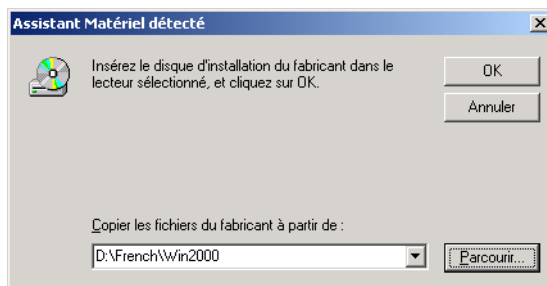 Assistant Matériel détecté
Insérez le disque d'installation du fabricant dans le
lecteur sélectionné, et cliquez sur OK.
OK
Annuler
Copier les fichiers du fabricant à partir de :
D:\French\Win2000
Parcourir...